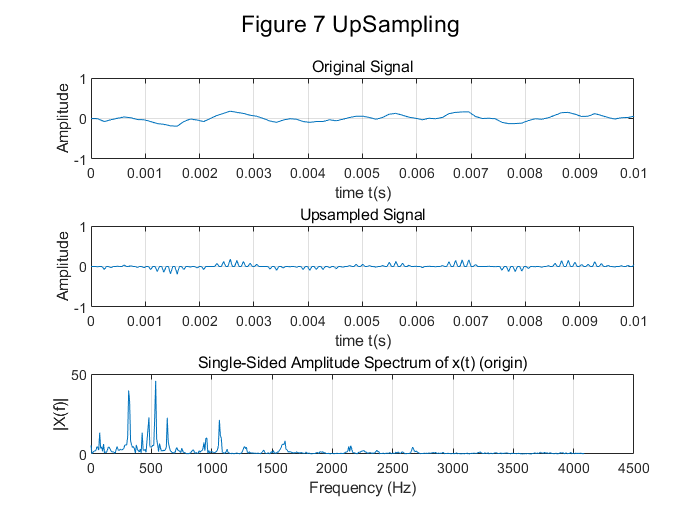 Figure 7 UpSampling
Original Signal
Amplitude
1
0
-1
0 0.001 0.002 0.003 0.004 0.005 0.006 0.007 0.008 0.009 0.01
time t(s)
Upsampled Signal
Amplitude
1
0
-1
0 0.001 0.002 0.003 0.004 0.005 0.006 0.007 0.008 0.009 0.01
time t(s)
Single-Sided Amplitude Spectrum of x(t) (origin)
|X(f)|
50
0
0 500 1000 1500 2000 2500 3000 3500 4000 4500
Frequency (Hz)